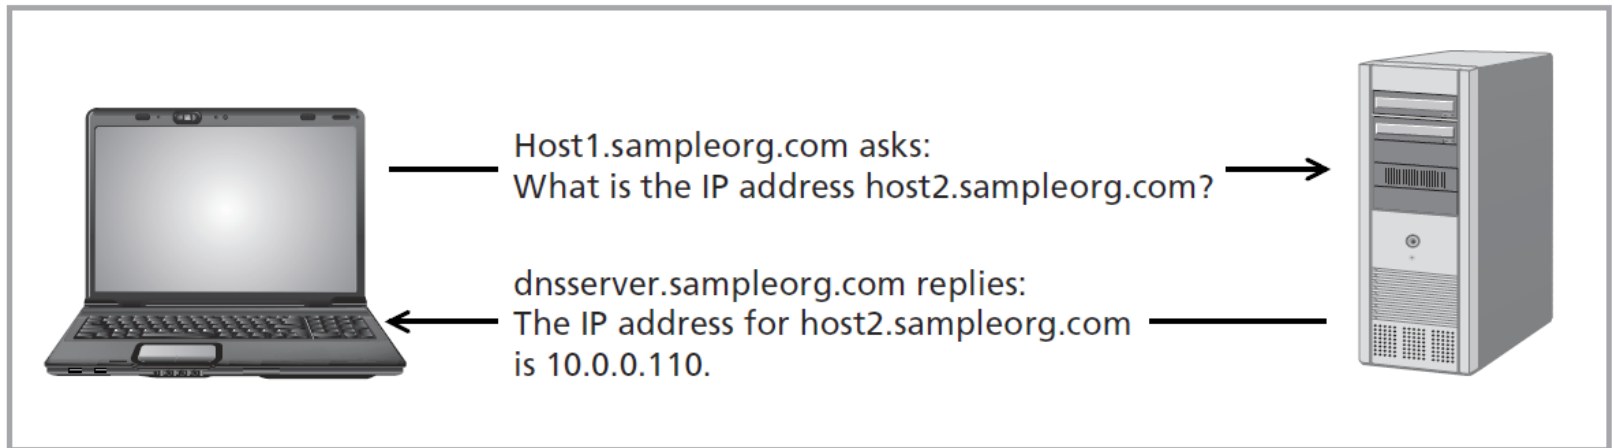 Host1.sampleorg.com asks:
What is the IP address host2.sampleorg.com?
dnsserver.sampleorg.com replies:
The IP address for host2.sampleorg.com
is 10.0.0.110.